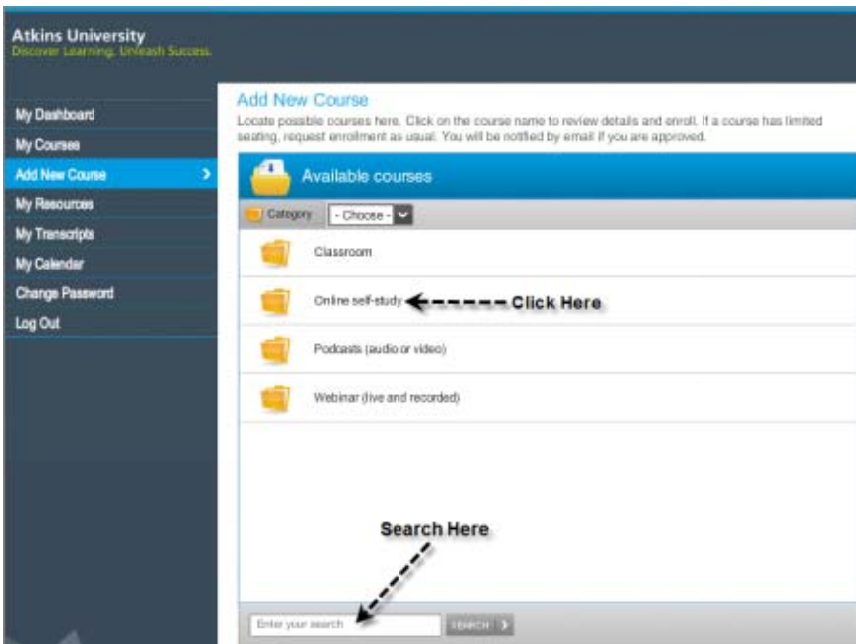 Atkins University
Discover Learning. Unleash Success.
My Dashboard
My Courses
Add New Course
My Resources
My Transcripts
My Calendar
Change Password
Log Out
Add New Course
Locate possible courses here. Click on the course name to review details and enroll. If a course has limited
seating, request enrollment as usual. You will be notified by email if you are approved.
Available courses
Category - Choose -
Classroom
Online self-study Click Here
Podcasts (audio or video)
Webinar (live and recorded)
Search Here
Enter your search SEARCH